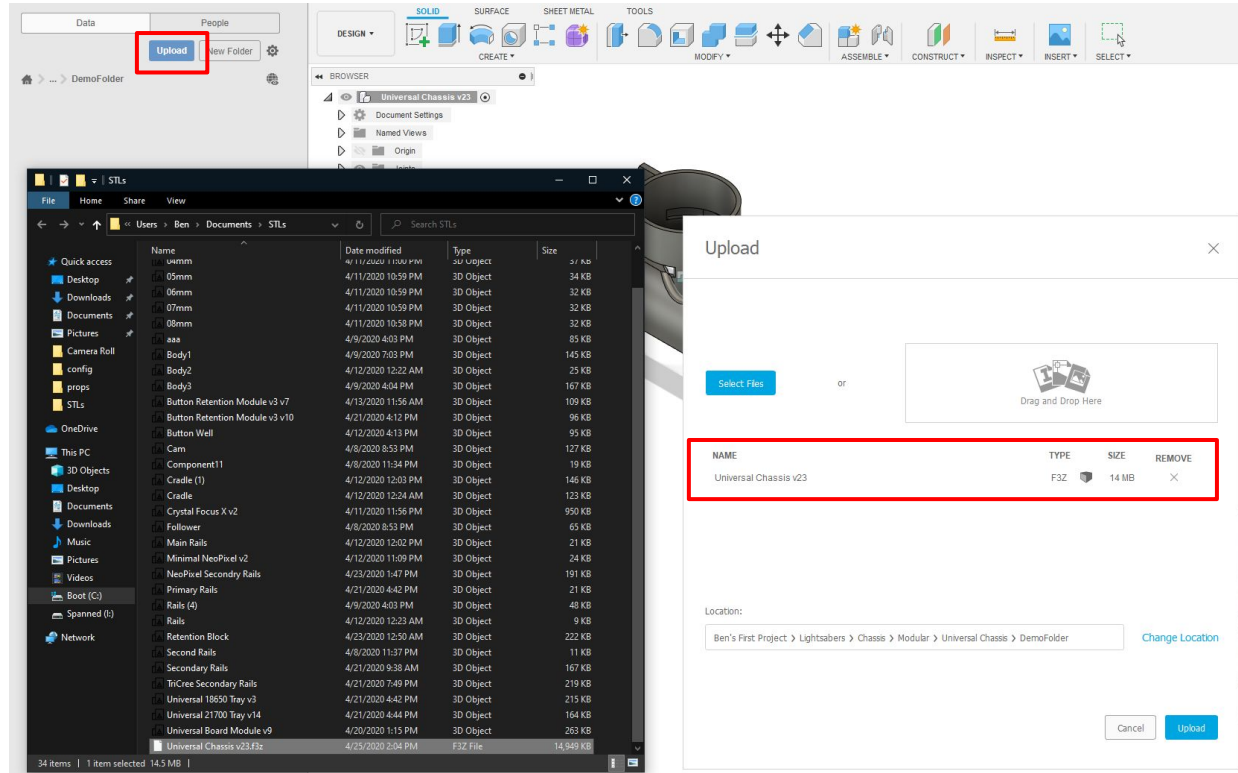 Data People
Upload New Folder
... > DemoFolder
SOLID SURFACE SHEET METAL TOOLS
DESIGN
CREATE MODIFY ASSEMBLE CONSTRUCT INSPECT INSERT SELECT
BROWSER
Universal Chassis v23
Document Settings
Named Views
Origin
Joints
STLs
File Home Share View
Users > Ben > Documents > STLs Search STLs
Name Date modified Type Size
04mm 4/11/2020 11:00 PM 3D Object 37 KB
05mm 4/11/2020 10:59 PM 3D Object 34 KB
06mm 4/11/2020 10:59 PM 3D Object 32 KB
07mm 4/11/2020 10:59 PM 3D Object 32 KB
08mm 4/11/2020 10:58 PM 3D Object 32 KB
aaa 4/9/2020 4:03 PM 3D Object 85 KB
Body1 4/9/2020 7:03 PM 3D Object 145 KB
Body2 4/12/2020 12:22 AM 3D Object 25 KB
Body3 4/9/2020 4:04 PM 3D Object 167 KB
Button Retention Module v3 v7 4/13/2020 11:56 AM 3D Object 109 KB
Button Retention Module v3 v10 4/21/2020 4:12 PM 3D Object 96 KB
Button Well 4/12/2020 4:13 PM 3D Object 95 KB
Cam 4/8/2020 8:53 PM 3D Object 127 KB
Component11 4/8/2020 11:34 PM 3D Object 19 KB
Cradle (1) 4/12/2020 12:03 PM 3D Object 146 KB
Cradle 4/12/2020 12:24 AM 3D Object 123 KB
Crystal Focus X v2 4/11/2020 11:56 PM 3D Object 950 KB
Follower 4/8/2020 8:53 PM 3D Object 65 KB
Main Rails 4/12/2020 12:02 PM 3D Object 21 KB
Minimal NeoPixel v2 4/12/2020 11:09 PM 3D Object 24 KB
NeoPixel Secondry Rails 4/23/2020 1:47 PM 3D Object 191 KB
Primary Rails 4/21/2020 4:42 PM 3D Object 21 KB
Rails (4) 4/9/2020 4:03 PM 3D Object 48 KB
Rails 4/12/2020 12:23 AM 3D Object 9 KB
Retention Block 4/23/2020 12:50 AM 3D Object 222 KB
Second Rails 4/8/2020 11:37 PM 3D Object 11 KB
Secondary Rails 4/21/2020 9:38 AM 3D Object 167 KB
TriCree Secondary Rails 4/21/2020 7:49 PM 3D Object 219 KB
Universal 18650 Tray v3 4/21/2020 4:42 PM 3D Object 215 KB
Universal 21700 Tray v14 4/21/2020 4:44 PM 3D Object 164 KB
Universal Board Module v9 4/20/2020 1:15 PM 3D Object 263 KB
Universal Chassis v23.f3z 4/25/2020 2:04 PM F3Z File 14,949 KB
Quick access
Desktop
Downloads
Documents
Pictures
Camera Roll
config
props
STLs
OneDrive
This PC
3D Objects
Desktop
Documents
Downloads
Music
Pictures
Videos
Boot (C:)
Spanned (I:)
Network
34 items | 1 item selected 14.5 MB |
Upload
Select Files or Drag and Drop Here
NAME TYPE SIZE REMOVE
Universal Chassis v23 F3Z 14 MB
Location:
Ben's First Project > Lightsabers > Chassis > Modular > Universal Chassis > DemoFolder Change Location
Cancel Upload